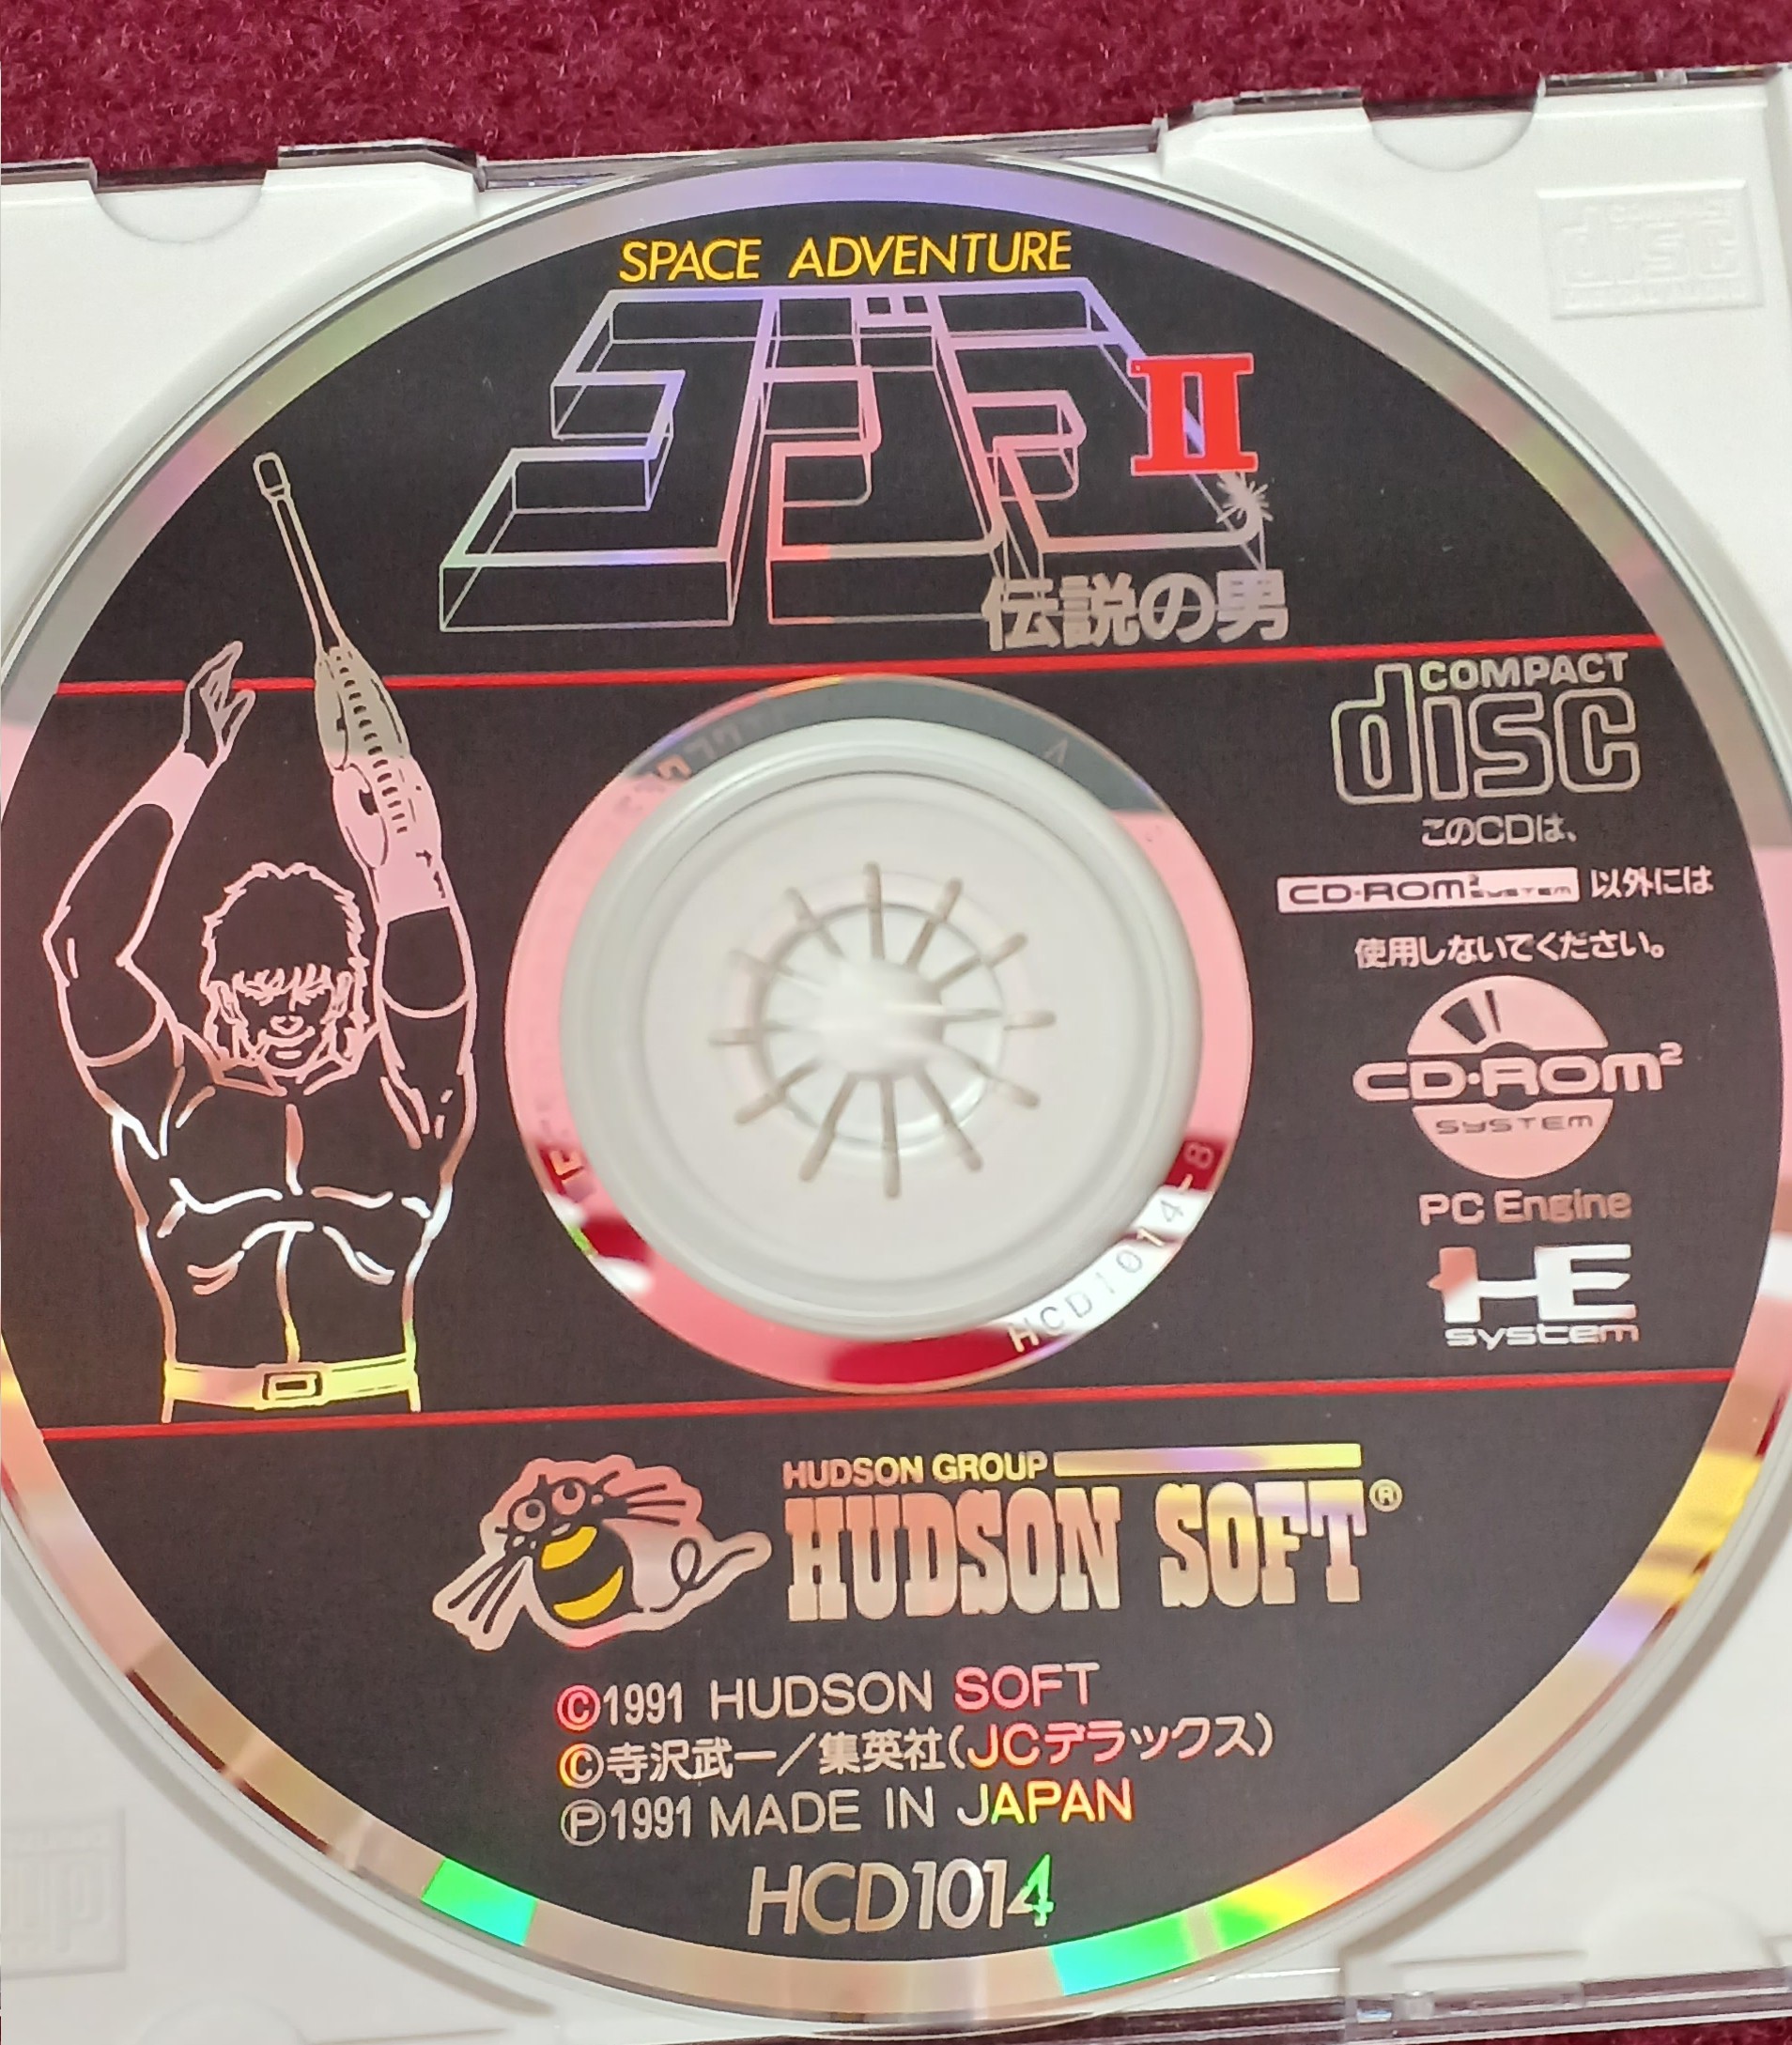 SPACE ADVENTURE
コブラ II
伝説の男
COMPACT
disc
このCDは、
CD-ROM² SYSTEM 以外には
使用しないでください。
CD·ROM²
SYSTEM
PC Engine
HE
system
HCD1014-8
HUDSON GROUP
HUDSON SOFT®
©1991 HUDSON SOFT
©寺沢武一／集英社(JCデラックス)
℗1991 MADE IN JAPAN
HCD1014